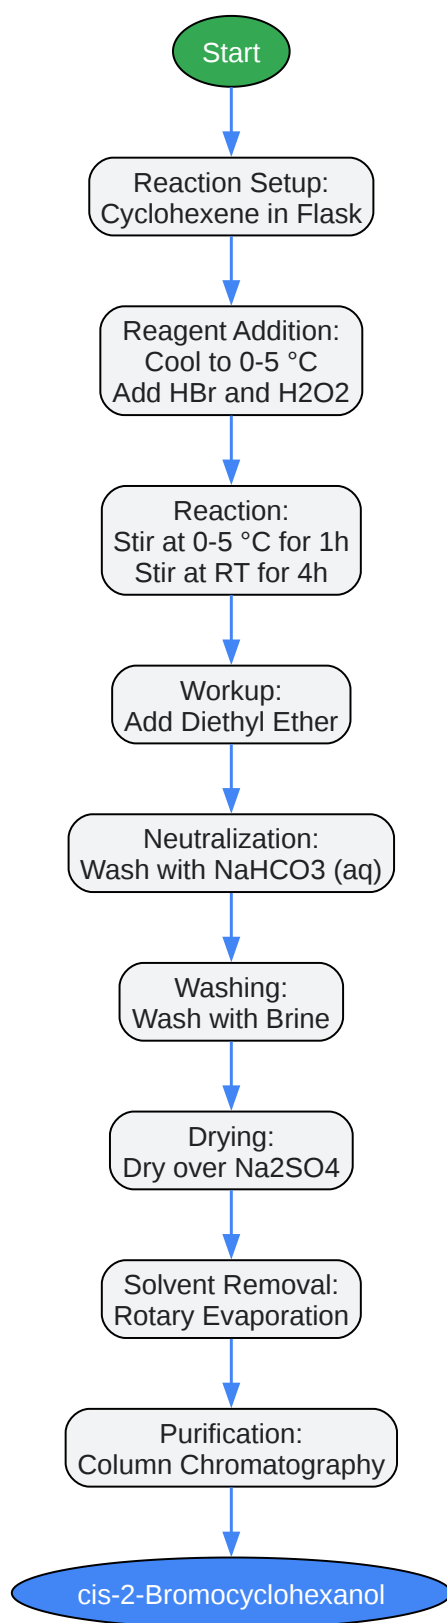 Start
Reaction Setup:
Cyclohexene in Flask
Reagent Addition:
Cool to 0-5 °C
Add HBr and H2O2
Reaction:
Stir at 0-5 °C for 1h
Stir at RT for 4h
Workup:
Add Diethyl Ether
Neutralization:
Wash with NaHCO3 (aq)
Washing:
Wash with Brine
Drying:
Dry over Na2SO4
Solvent Removal:
Rotary Evaporation
Purification:
Column Chromatography
cis-2-Bromocyclohexanol